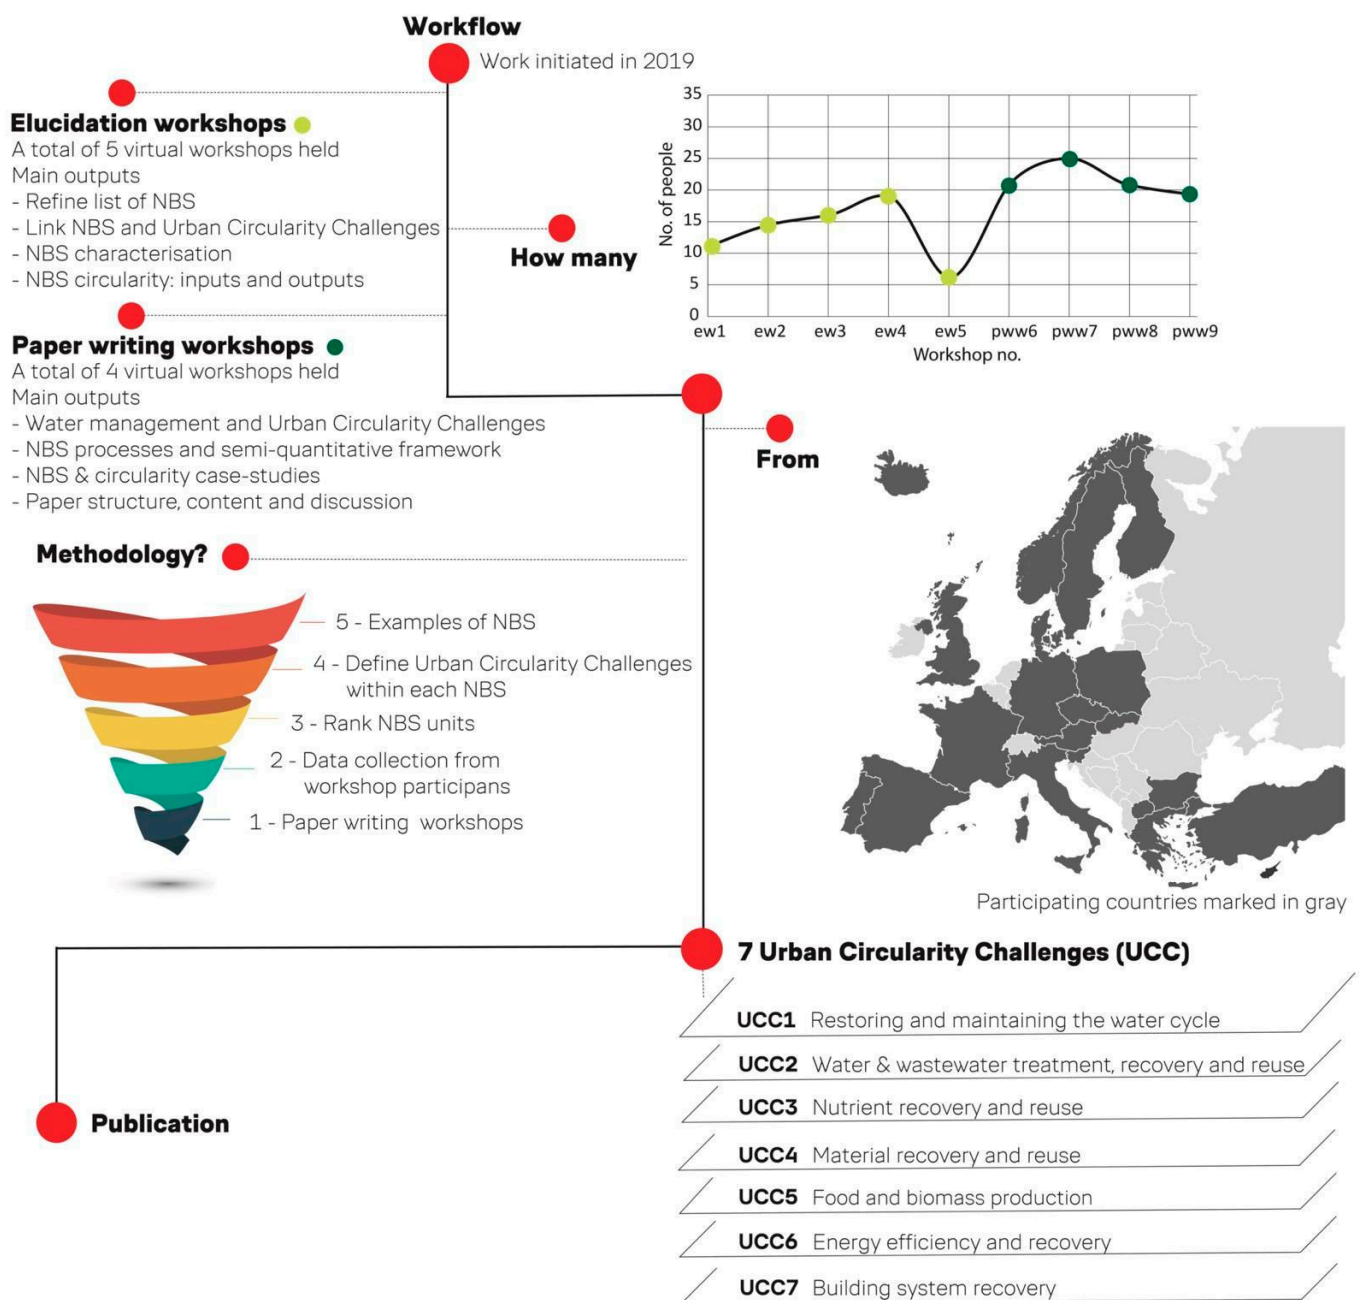 Workflow
Work initiated in 2019
Elucidation workshops
A total of 5 virtual workshops held
Main outputs
- Refine list of NBS
- Link NBS and Urban Circularity Challenges
- NBS characterisation
- NBS circularity: inputs and outputs
How many
No. of people
35
30
25
20
15
10
5
0
ew1 ew2 ew3 ew4 ew5 pww6 pww7 pww8 pww9
Workshop no.
Paper writing workshops
A total of 4 virtual workshops held
Main outputs
- Water management and Urban Circularity Challenges
- NBS processes and semi-quantitative framework
- NBS & circularity case-studies
- Paper structure, content and discussion
From
Participating countries marked in gray
Methodology?
5 - Examples of NBS
4 - Define Urban Circularity Challenges
within each NBS
3 - Rank NBS units
2 - Data collection from
workshop participans
1 - Paper writing workshops
7 Urban Circularity Challenges (UCC)
UCC1 Restoring and maintaining the water cycle
UCC2 Water & wastewater treatment, recovery and reuse
UCC3 Nutrient recovery and reuse
UCC4 Material recovery and reuse
UCC5 Food and biomass production
UCC6 Energy efficiency and recovery
UCC7 Building system recovery
Publication